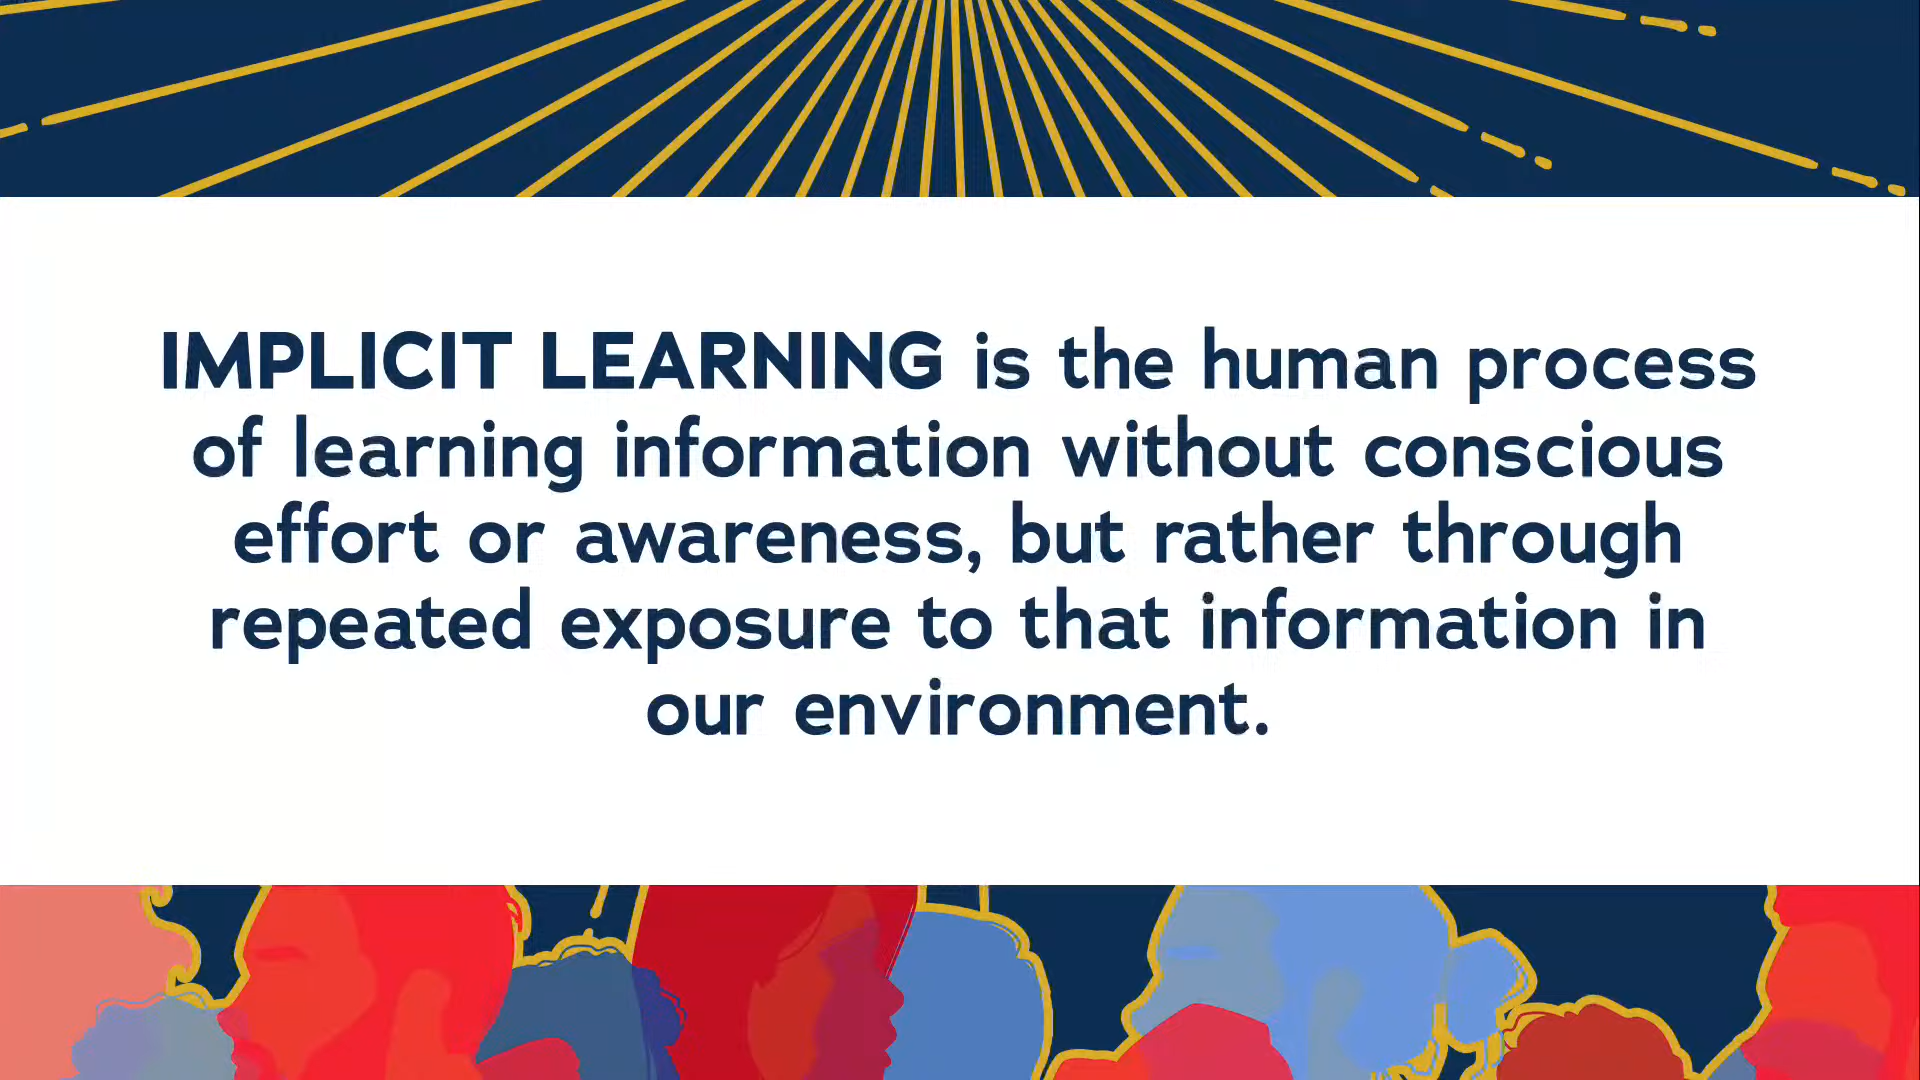 IMPLICIT LEARNING is the human process
of learning information without conscious
effort or awareness, but rather through
repeated exposure to that information in
our environment.